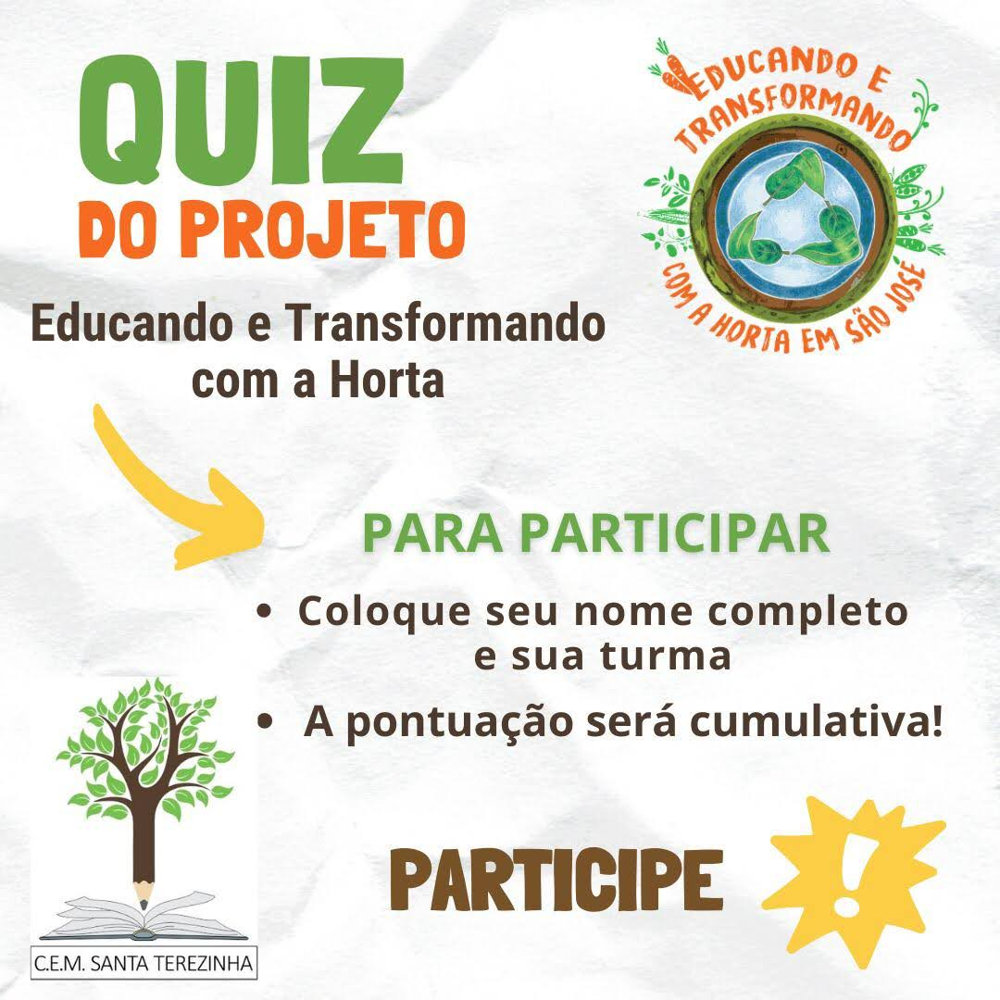 QUIZ
DO PROJETO
EDUCANDO E
TRANSFORMANDO
COM A HORTA EM SÃO JOSÉ
Educando e Transformando
com a Horta
PARA PARTICIPAR
• Coloque seu nome completo
e sua turma
• A pontuação será cumulativa!
PARTICIPE
!
C.E.M. SANTA TEREZINHA